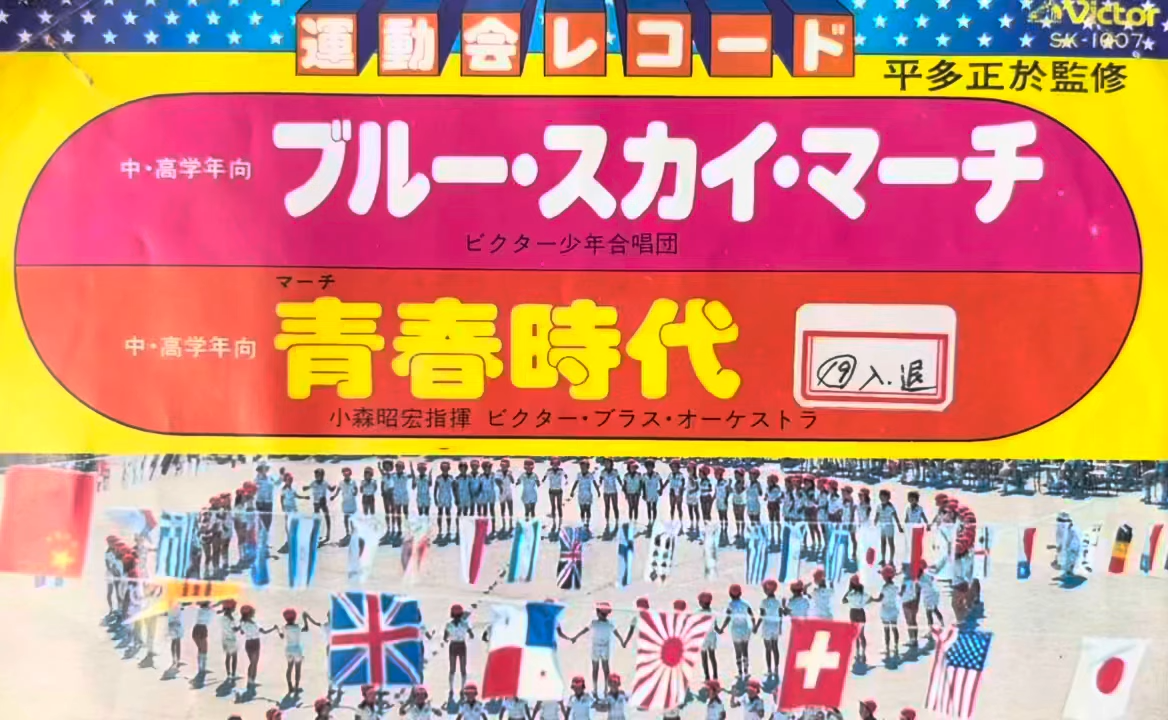 Victor
SK-1007
運動会レコード
平多正於監修
中・高学年向
ブルー・スカイ・マーチ
ビクター少年合唱団
マーチ
中・高学年向
青春時代
⑲入.退
小森昭宏指揮 ビクター・ブラス・オーケストラ